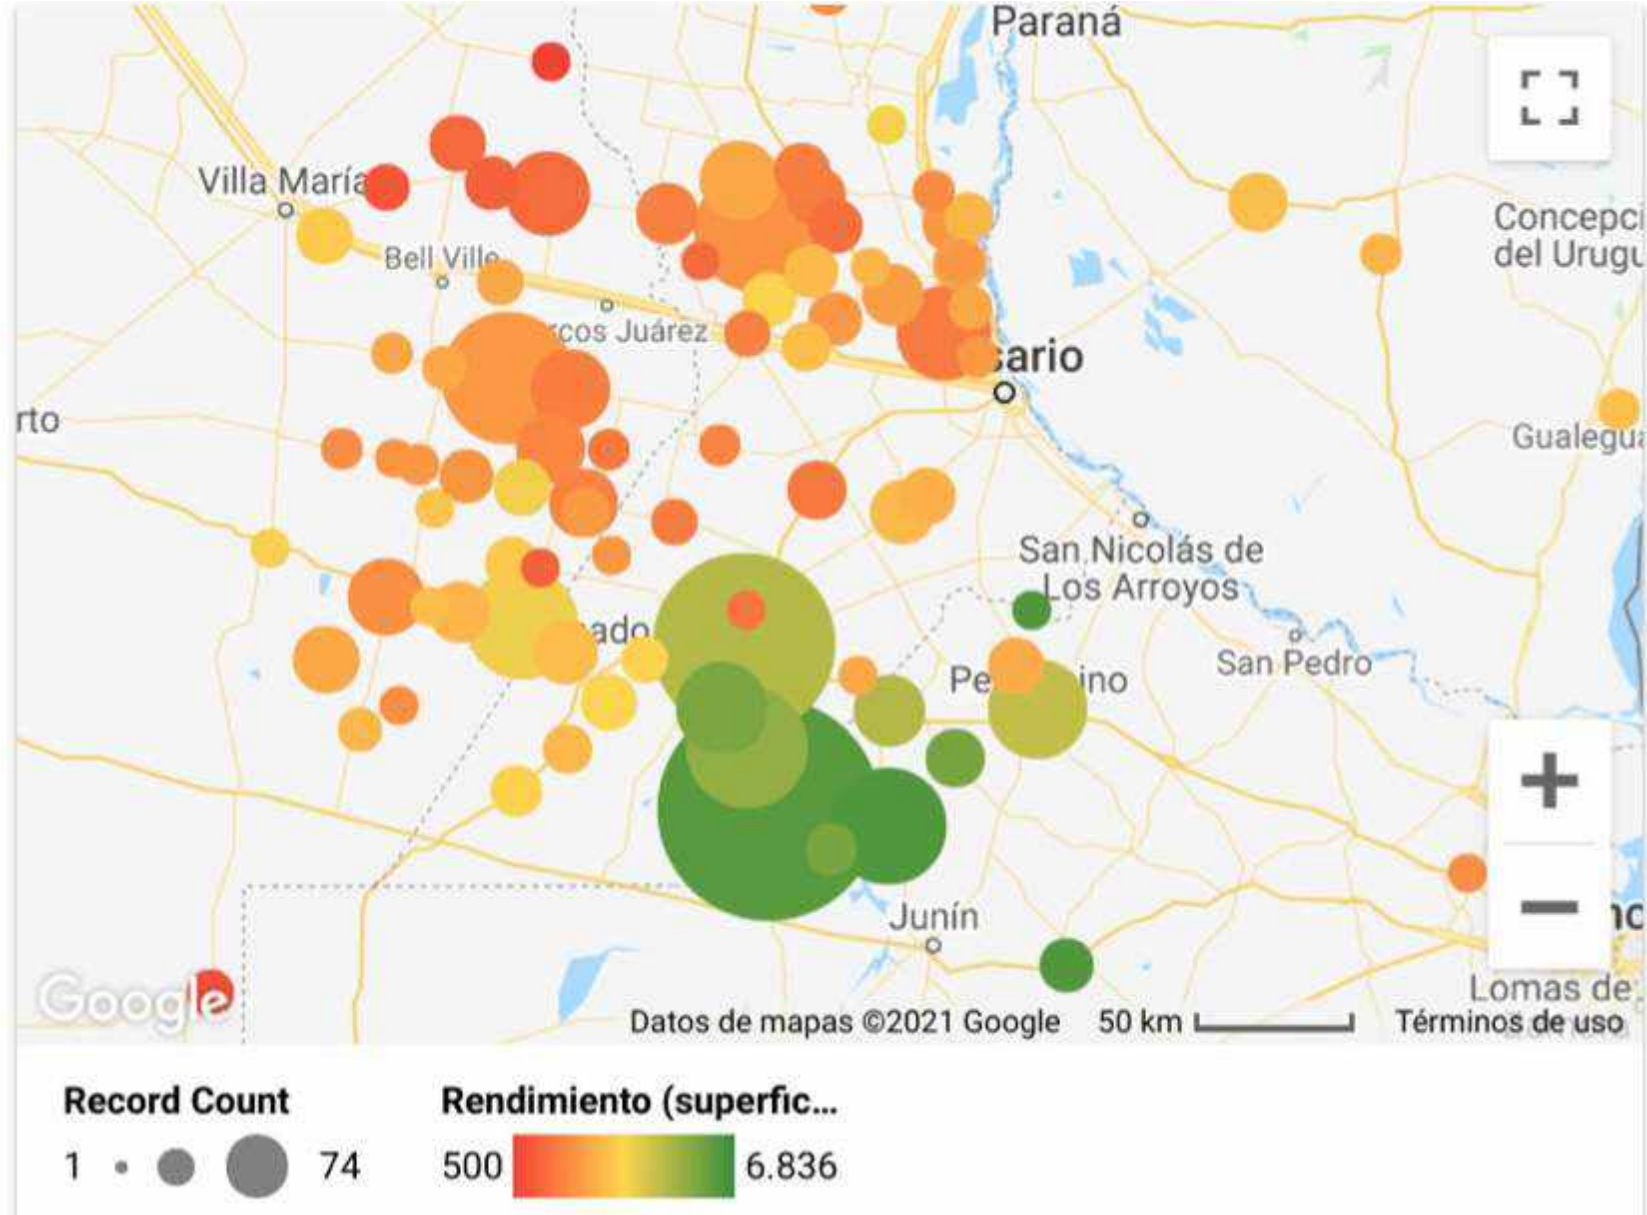 Paraná
Villa María
Concepci
del Urugu
Bell Ville
rcos Juárez
sario
rto
Gualegua
San Nicolás de
Los Arroyos
ado
San Pedro
Pe
ino
Junín
Google
Lomas de
Datos de mapas ©2021 Google
50 km
Términos de uso
Record Count
Rendimiento (superfic...
1
74
500
6.836